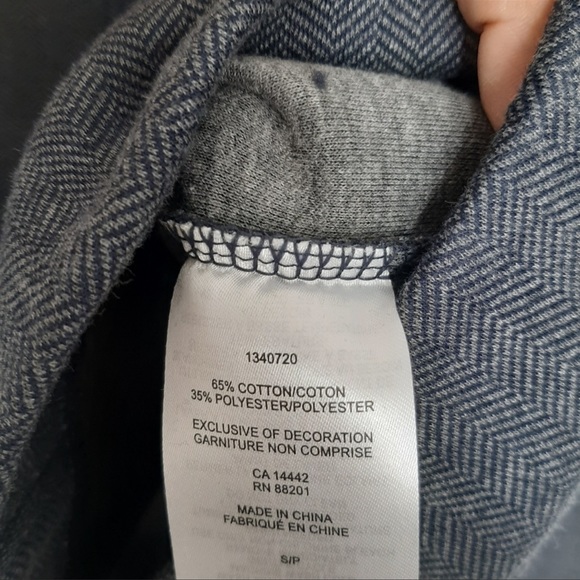 1340720
65% COTTON/COTON
35% POLYESTER/POLYESTER
EXCLUSIVE OF DECORATION
GARNITURE NON COMPRISE
CA 14442
RN 88201
MADE IN CHINA
FABRIQUÉ EN CHINE
S/P